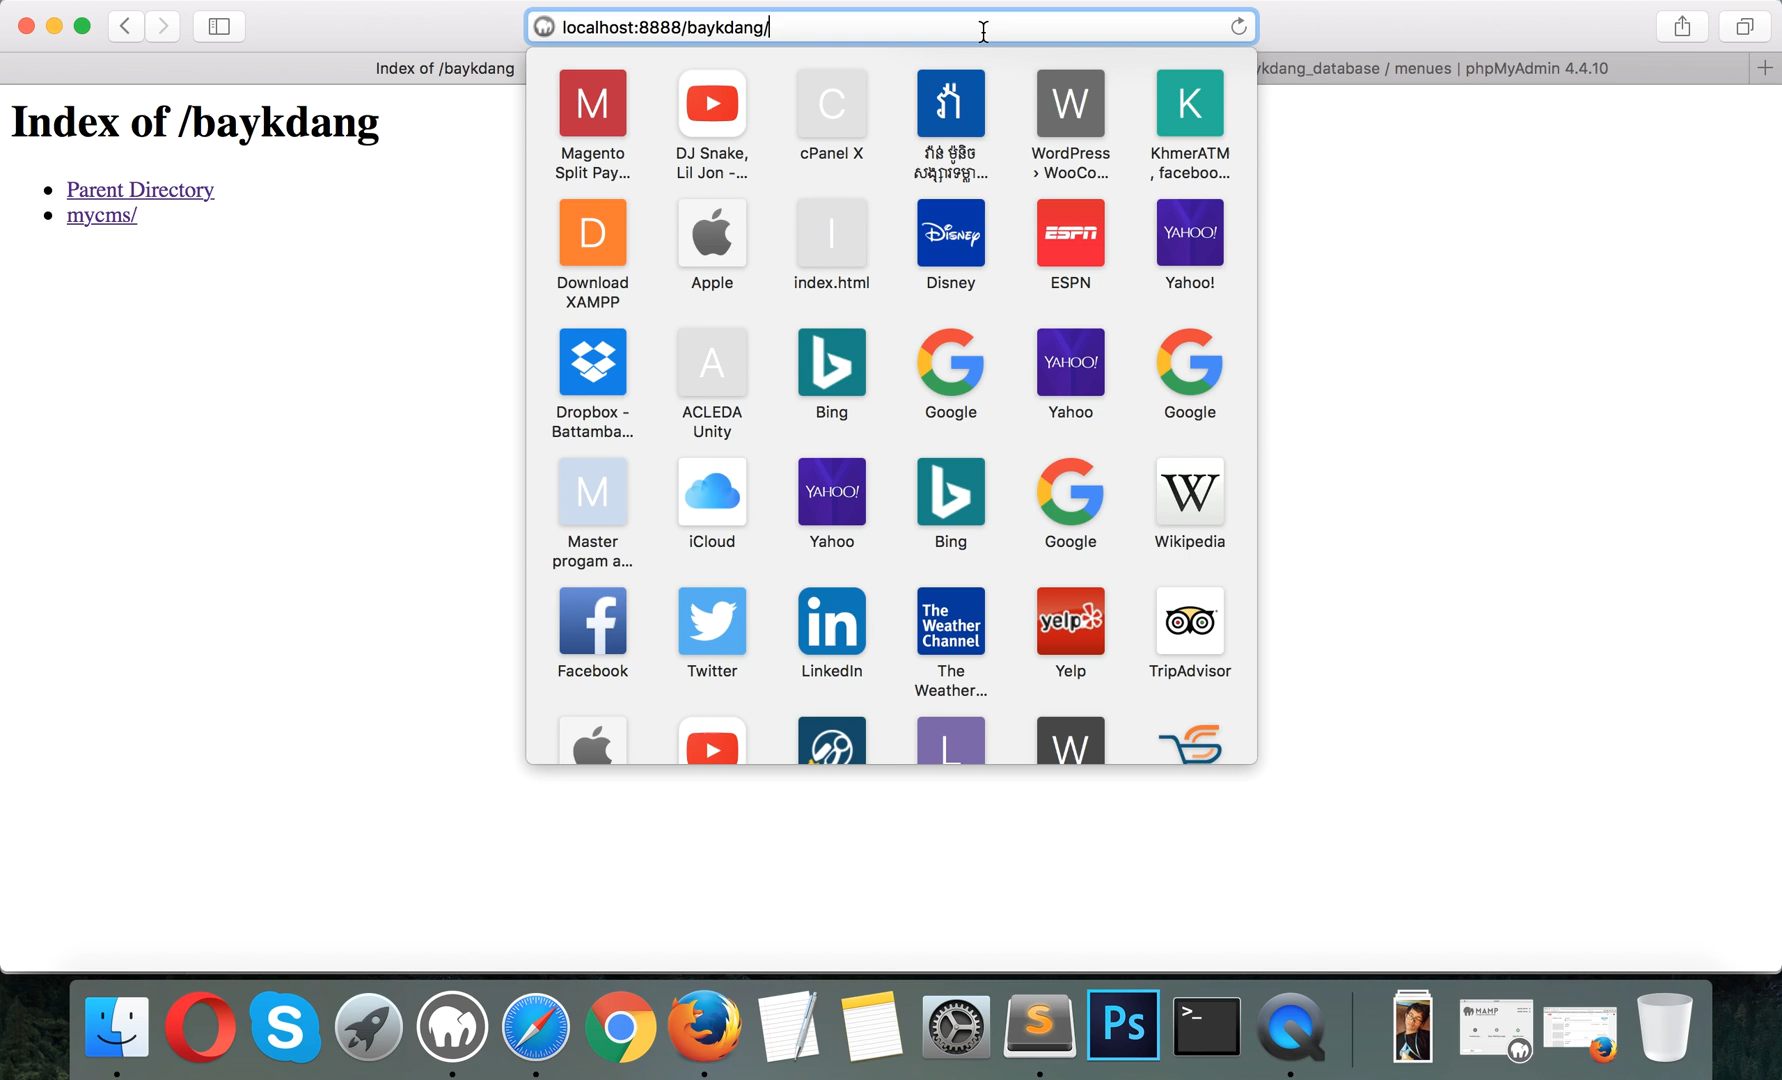 localhost:8888/baykdang/
Index of /baykdang
ykdang_database / menues | phpMyAdmin 4.4.10
Index of /baykdang
Parent Directory
mycms/
M
C
W
K
Magento
Split Pay...
DJ Snake,
Lil Jon -...
cPanel X
WordPress
› WooCo...
KhmerATM
, faceboo...
D
I
Disney
ESPN
YAHOO!
Download
XAMPP
Apple
index.html
Disney
ESPN
Yahoo!
A
YAHOO!
Dropbox -
Battamba...
ACLEDA
Unity
Bing
Google
Yahoo
Google
M
YAHOO!
W
Master
progam a...
iCloud
Yahoo
Bing
Google
Wikipedia
f
in
The
Weather
Channel
yelp
Facebook
Twitter
LinkedIn
The
Weather...
Yelp
TripAdvisor
L
W
S
S
Ps
>_
MAMP